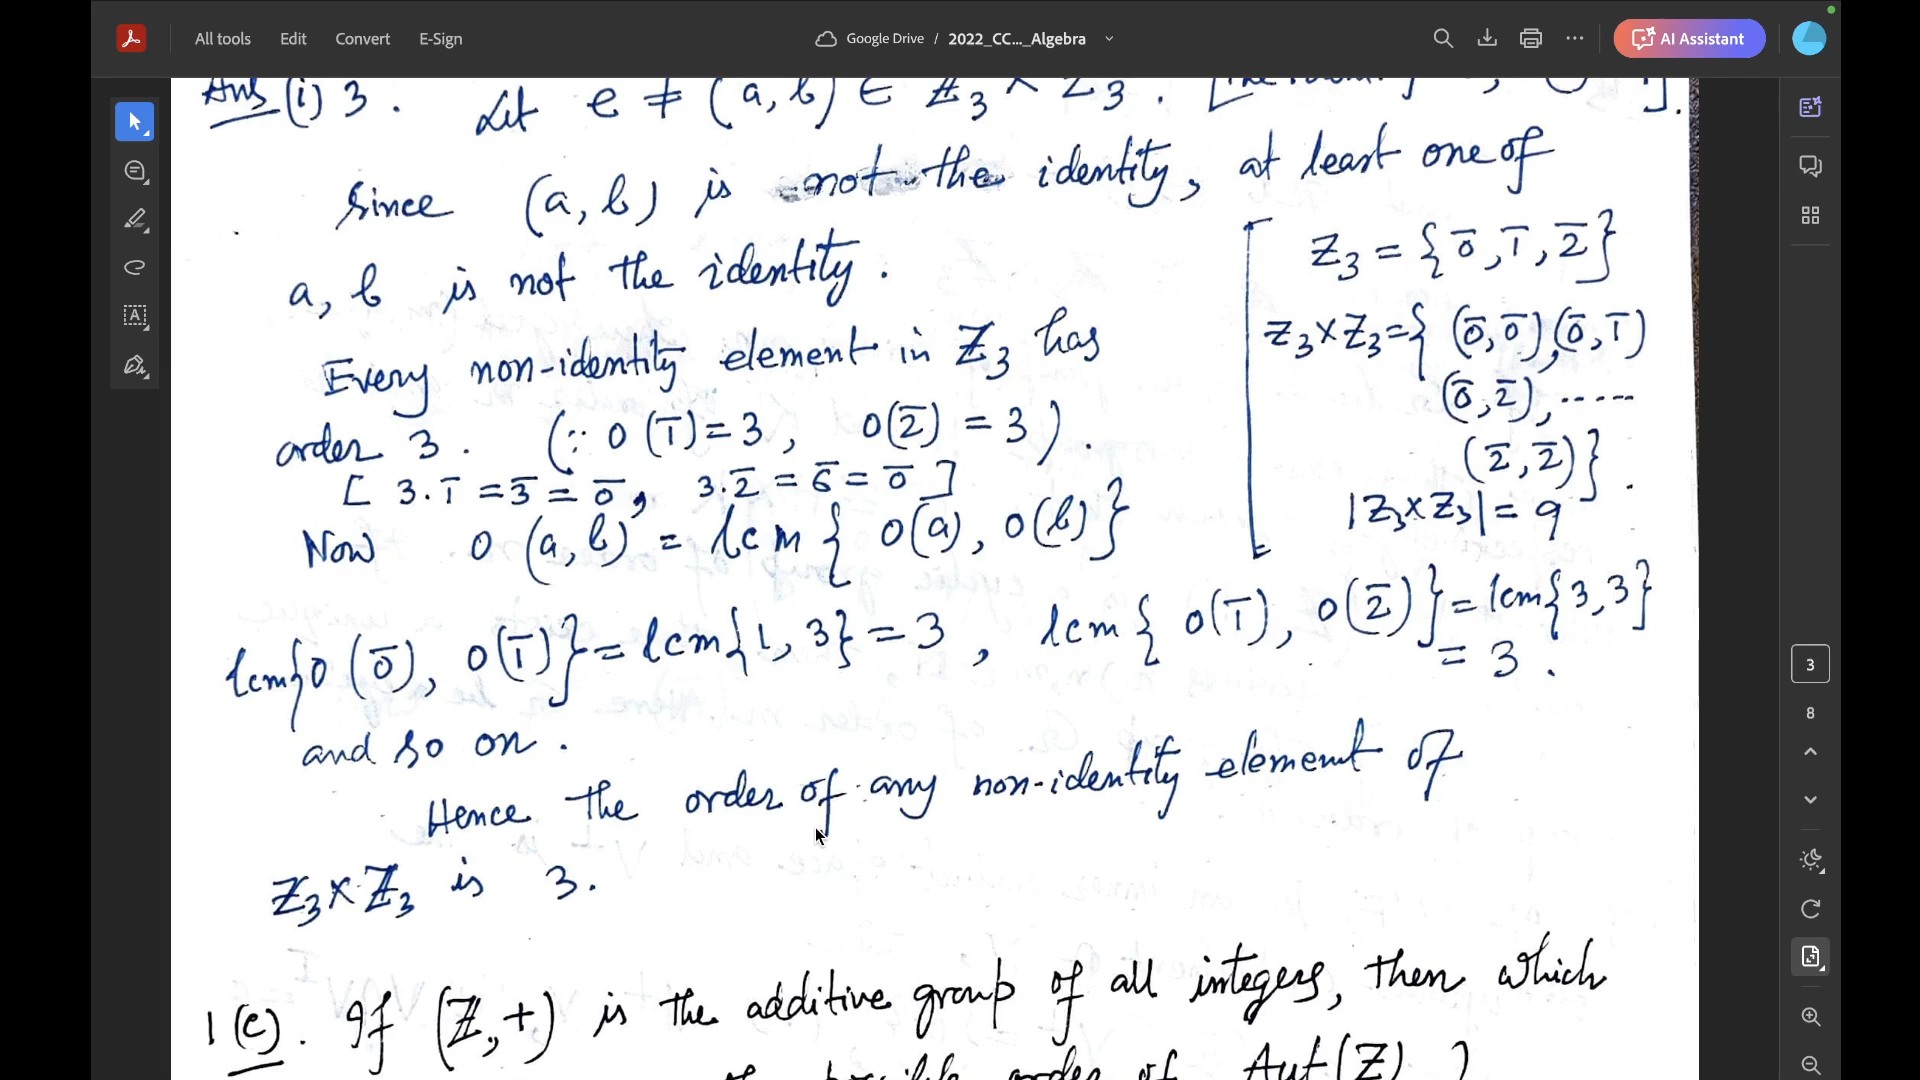 All tools Edit Convert E-Sign Google Drive / 2022_CC..._Algebra AI Assistant
Ans (i) 3. Let e ≠ (a, b) ∈ ℤ₃ × ℤ₃.
Since (a, b) is not the identity, at least one of
a, b is not the identity.
Every non-identity element in ℤ₃ has
order 3. (∵ o(1̄) = 3, o(2̄) = 3).
[ 3.1̄ = 3̄ = 0̄, 3.2̄ = 6̄ = 0̄ ]
Z₃ = {0̄, 1̄, 2̄}
Z₃×Z₃ = { (0̄,0̄), (0̄,1̄)
(0̄,2̄), .....
(2̄,2̄)}.
|Z₃×Z₃| = 9
Now o (a, b) = lcm { o(a), o(b)}
lcm{o(0̄), o(1̄)} = lcm{1, 3} = 3, lcm { o(1̄), o(2̄)} = lcm{3,3}
= 3.
and so on.
Hence the order of any non-identity element of
ℤ₃×ℤ₃ is 3.
1(c). If (ℤ,+) is the additive group of all integers, then which
possible order of Aut(ℤ) ?
3
8